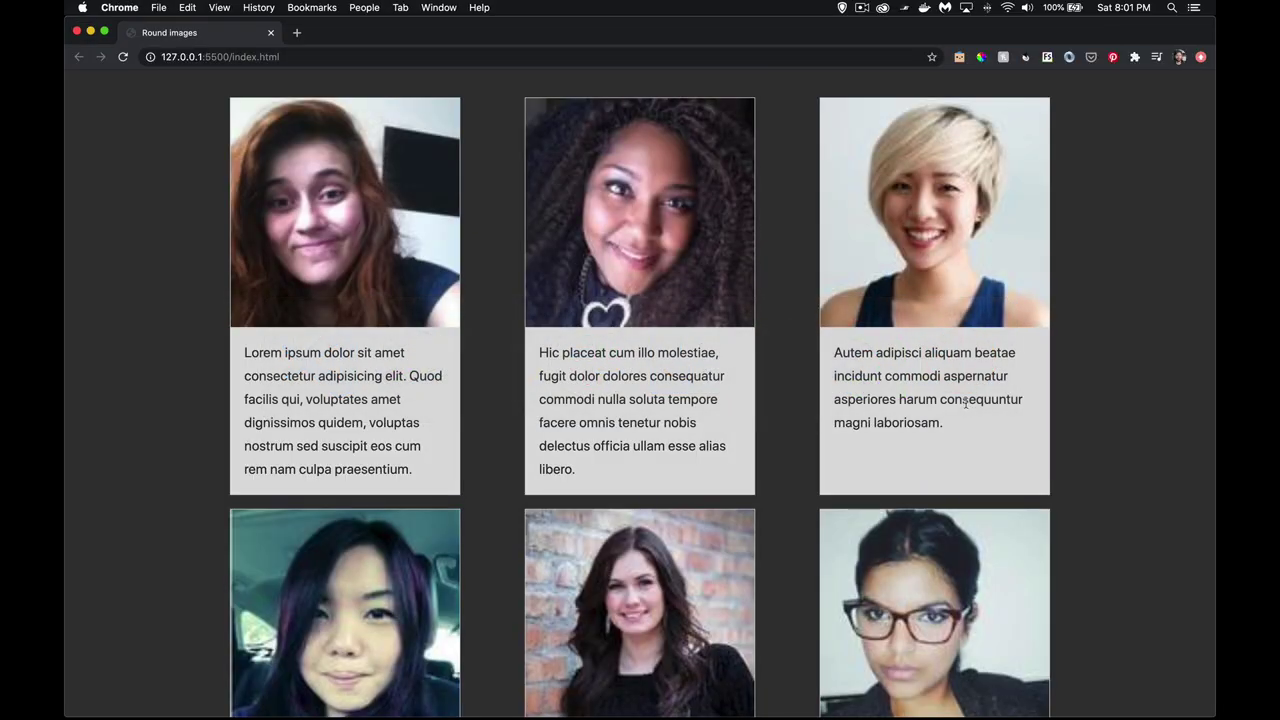 Chrome File Edit View History Bookmarks People Tab Window Help 100% Sat 8:01 PM
Round images
127.0.0.1:5500/index.html
Lorem ipsum dolor sit amet
consectetur adipisicing elit. Quod
facilis qui, voluptates amet
dignissimos quidem, voluptas
nostrum sed suscipit eos cum
rem nam culpa praesentium.
Hic placeat cum illo molestiae,
fugit dolor dolores consequatur
commodi nulla soluta tempore
facere omnis tenetur nobis
delectus officia ullam esse alias
libero.
Autem adipisci aliquam beatae
incidunt commodi aspernatur
asperiores harum consequuntur
magni laboriosam.